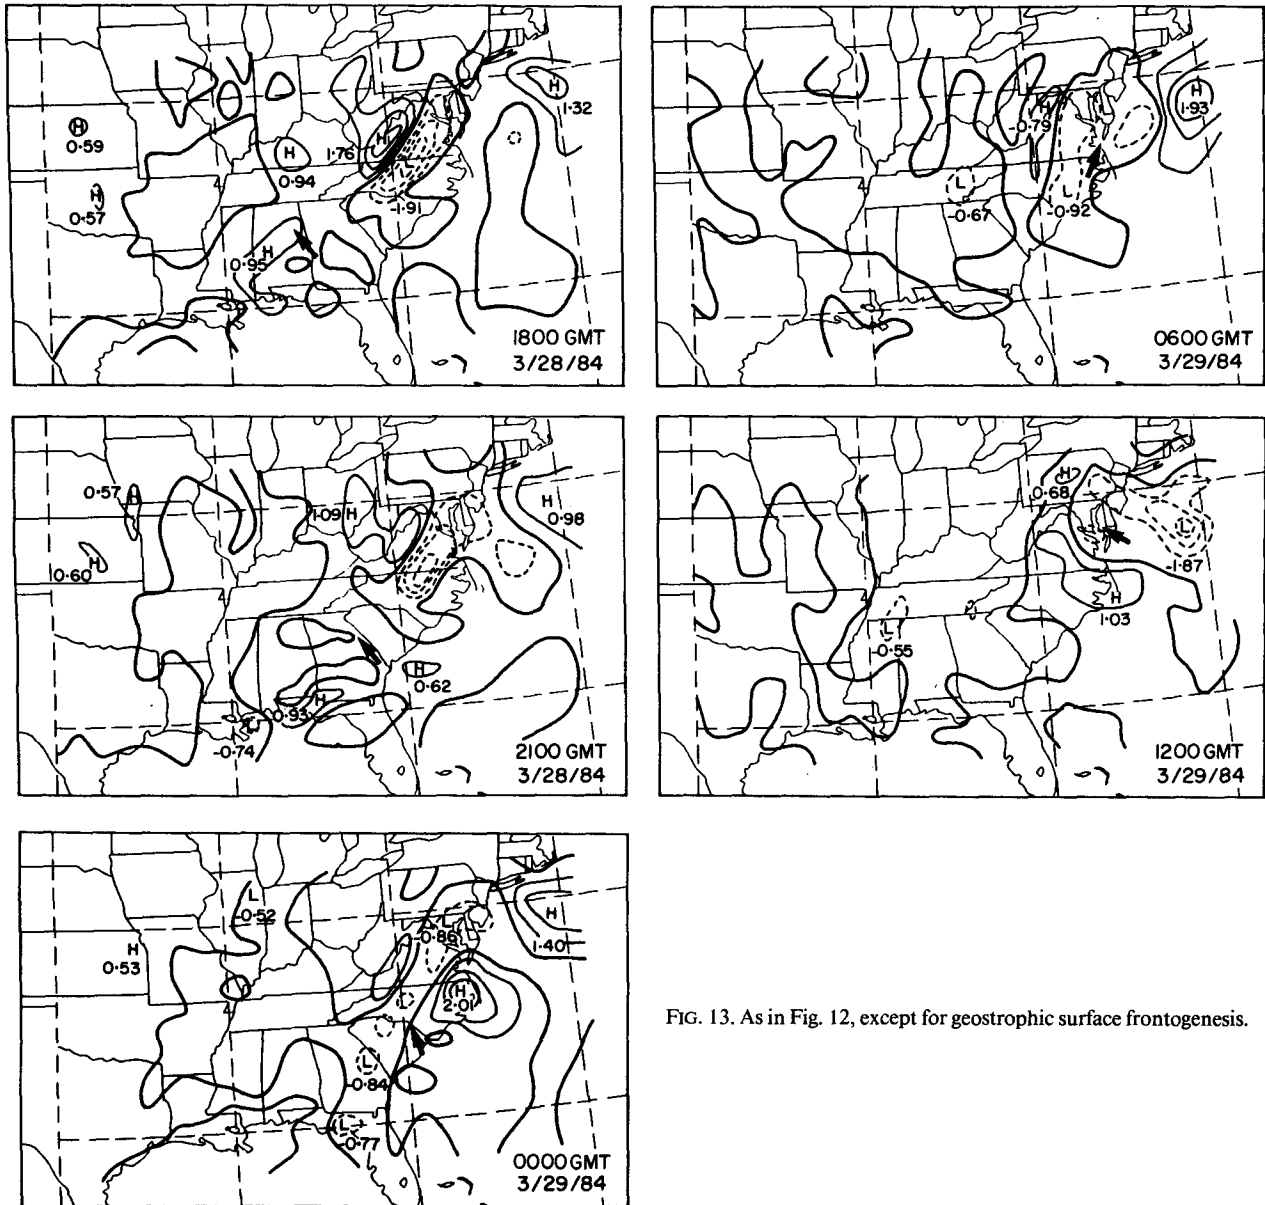 H
1.32
H
0.59
H
1.76
H
0.94
L
H
0.57
-1.91
H
0.95
1800 GMT
3/28/84
H
1.93
H
-0.79
L
-0.67
L
-0.92
0600 GMT
3/29/84
0.57 H
1.09 H
H
0.98
H
0.60
H
0.62
H
0.93
L
-0.74
2100 GMT
3/28/84
H
0.68
L
-1.87
H
1.03
L
-0.55
1200 GMT
3/29/84
L
-0.52
H
0.53
L
-0.86
H
1.40
H
2.01
L
L
-0.84
L
-0.77
0000 GMT
3/29/84
FIG. 13. As in Fig. 12, except for geostrophic surface frontogenesis.